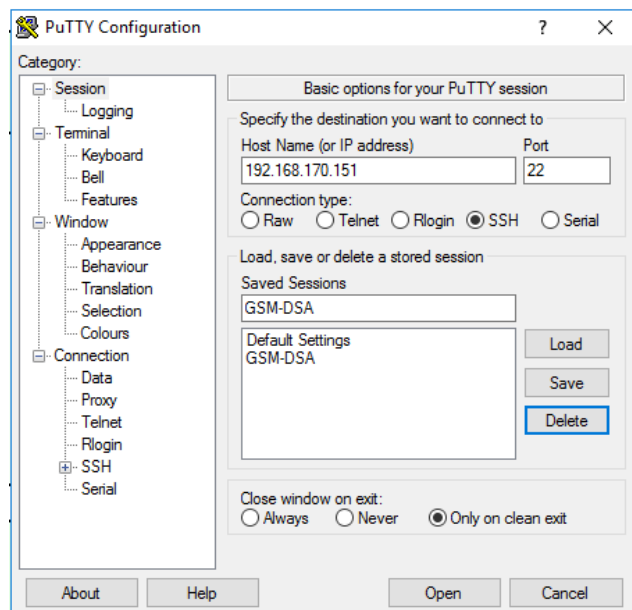 PuTTY Configuration ? ×
Category:
Session
Logging
Terminal
Keyboard
Bell
Features
Window
Appearance
Behaviour
Translation
Selection
Colours
Connection
Data
Proxy
Telnet
Rlogin
SSH
Serial
Basic options for your PuTTY session
Specify the destination you want to connect to
Host Name (or IP address) Port
192.168.170.151 22
Connection type:
Raw Telnet Rlogin SSH Serial
Load, save or delete a stored session
Saved Sessions
GSM-DSA
Default Settings
GSM-DSA
Load
Save
Delete
Close window on exit:
Always Never Only on clean exit
About Help Open Cancel